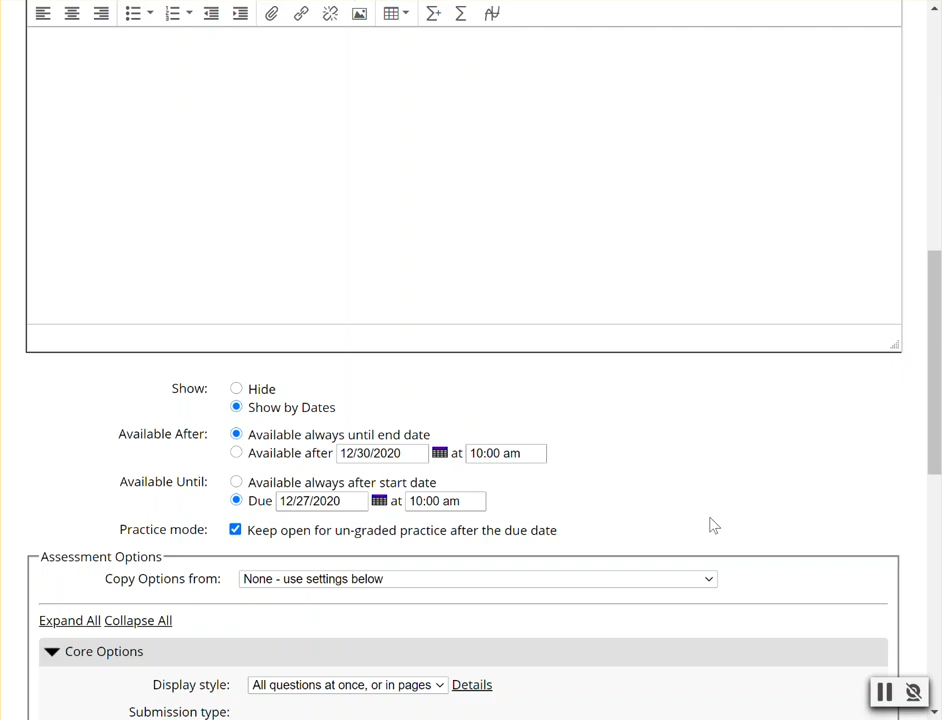 Show:
Hide
Show by Dates
Available After:
Available always until end date
Available after 12/30/2020 at 10:00 am
Available Until:
Available always after start date
Due 12/27/2020 at 10:00 am
Practice mode:
Keep open for un-graded practice after the due date
Assessment Options
Copy Options from: None - use settings below
Expand All Collapse All
Core Options
Display style: All questions at once, or in pages Details
Submission type: